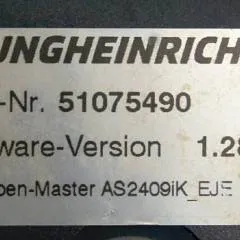 UNGHEINRICH
-Nr. 51075490
ware-Version 1.28
pen-Master AS2409iK_EJE